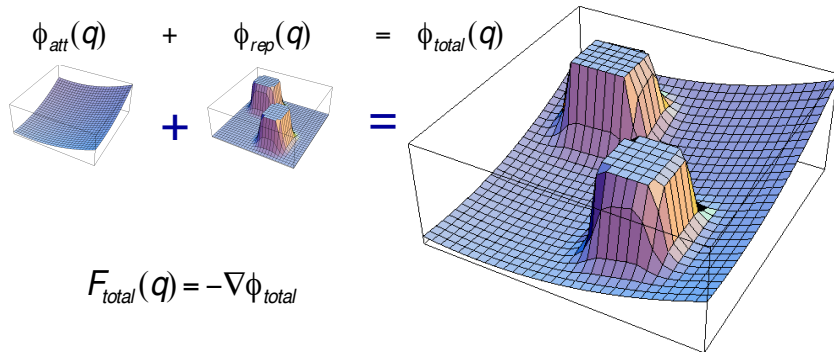 ϕatt(q) + ϕrep(q) = ϕtotal(q)
+ =
Ftotal(q) = −∇ϕtotal